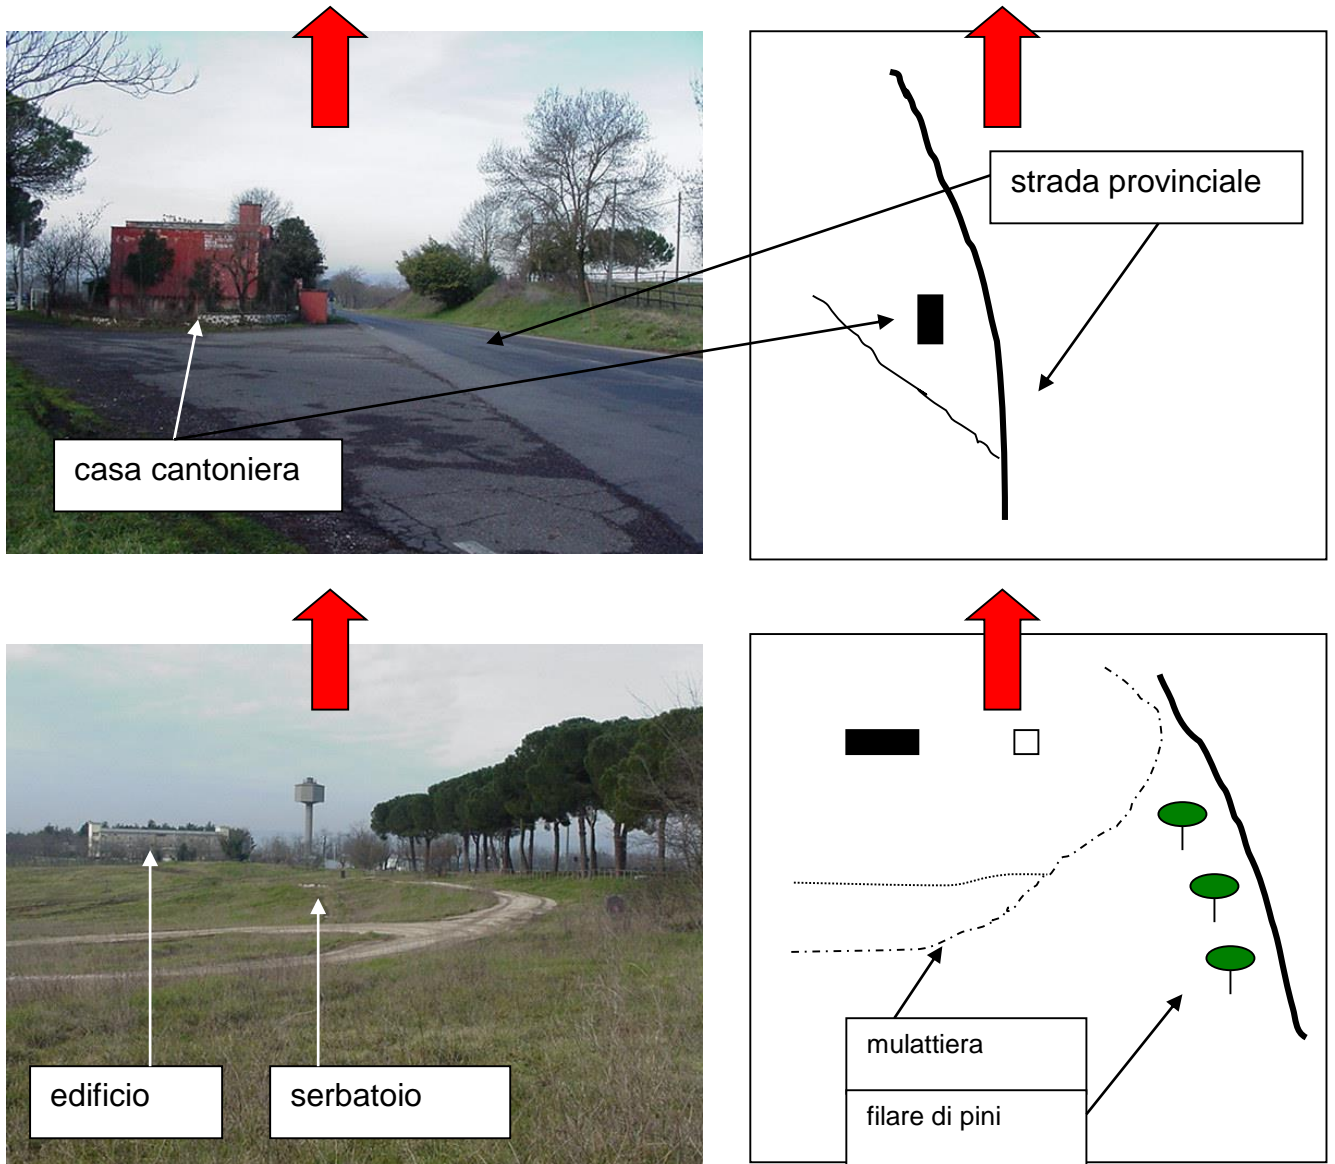 strada provinciale
casa cantoniera
edificio
serbatoio
mulattiera
filare di pini